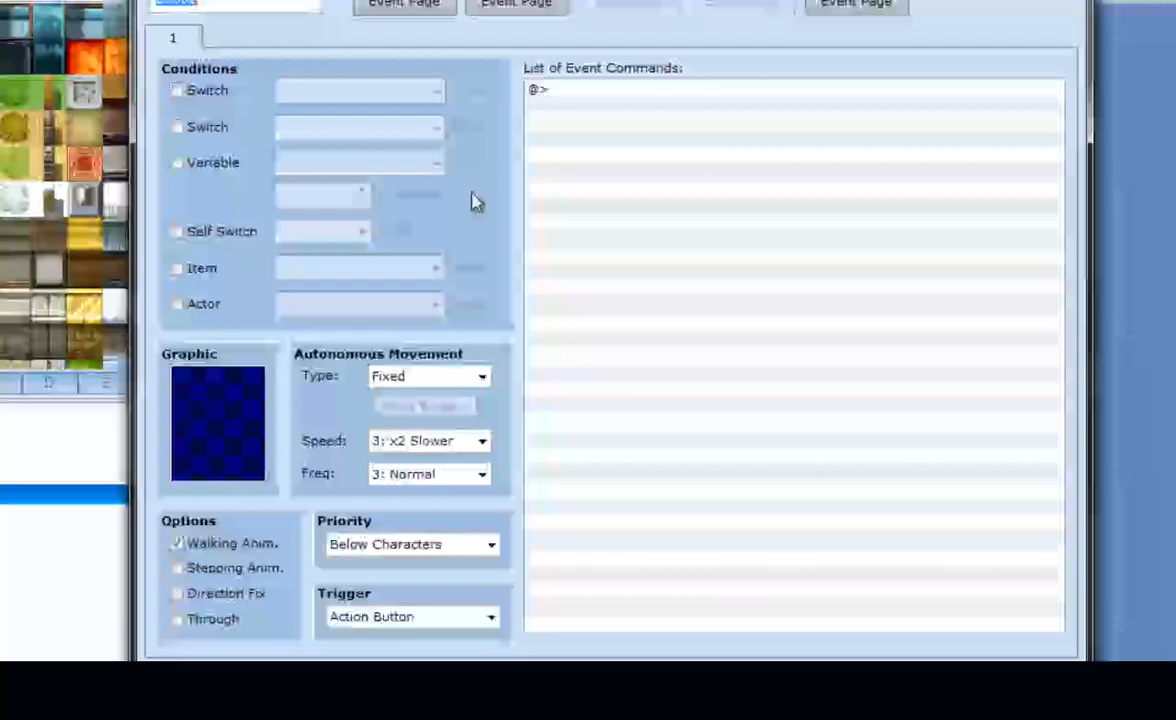 Event Page
Event Page
Event Page
1
Conditions
List of Event Commands:
Switch
@>
Switch
Variable
Self Switch
Item
Actor
Graphic
Autonomous Movement
Type:
Fixed
Speed:
3: x2 Slower
Freq:
3: Normal
Options
Priority
Walking Anim.
Below Characters
Stepping Anim.
Direction Fix
Trigger
Through
Action Button